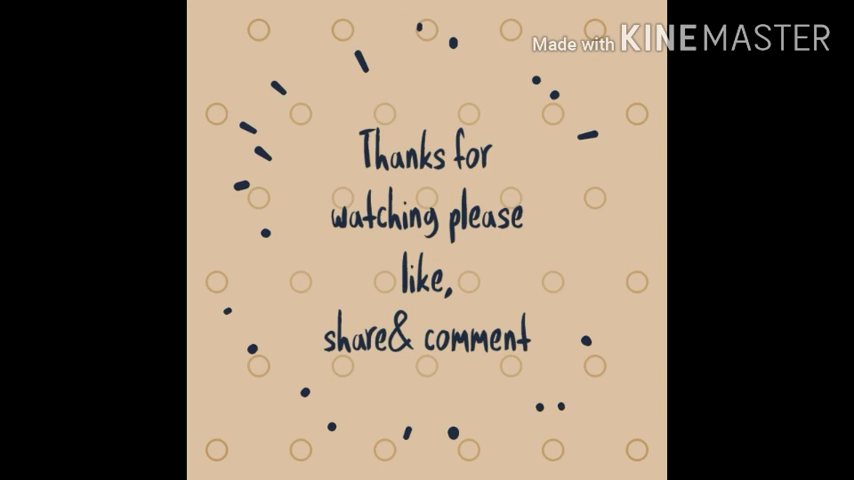 Made with KINEMASTER
Thanks for
watching please
like,
share& comment